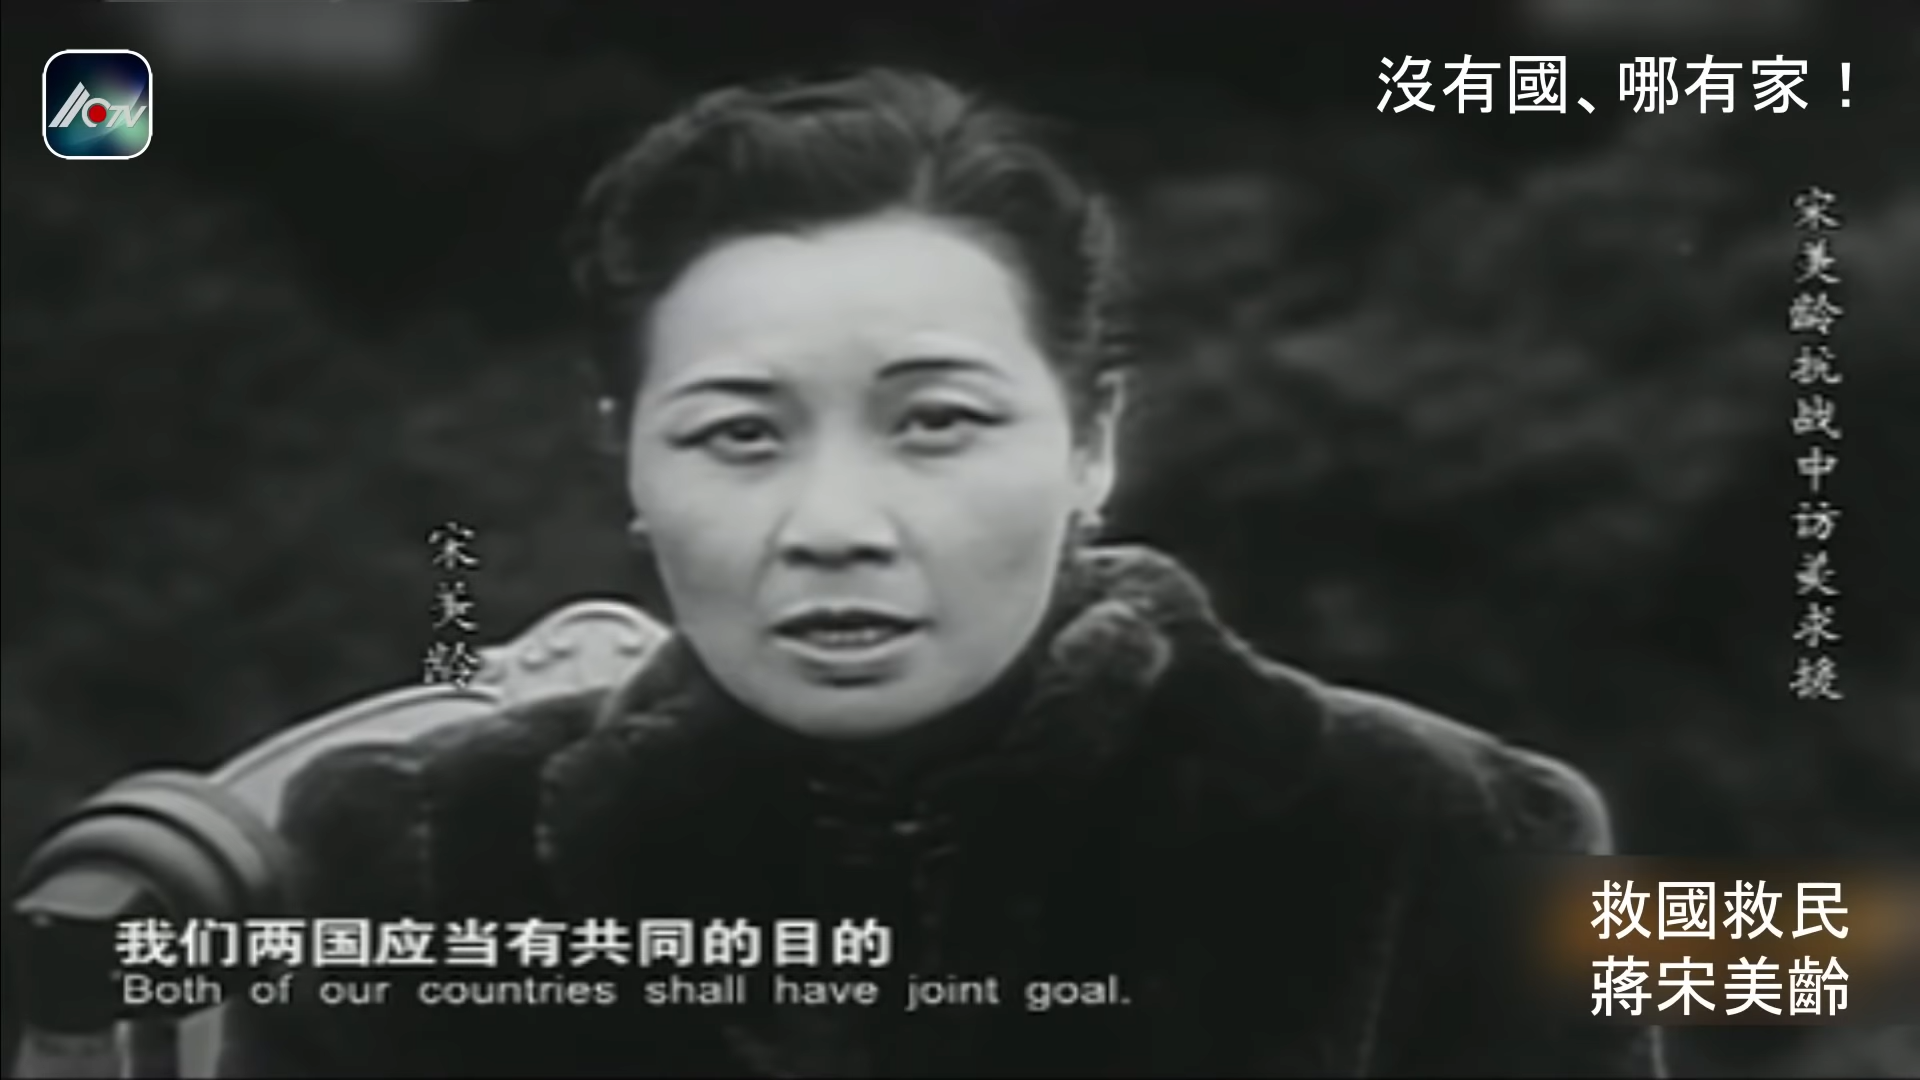 ACTV
沒有國、哪有家！
宋美龄抗战中访美求援
宋美龄
我们两国应当有共同的目的
"Both of our countries shall have joint goal.
救國救民
蔣宋美齡